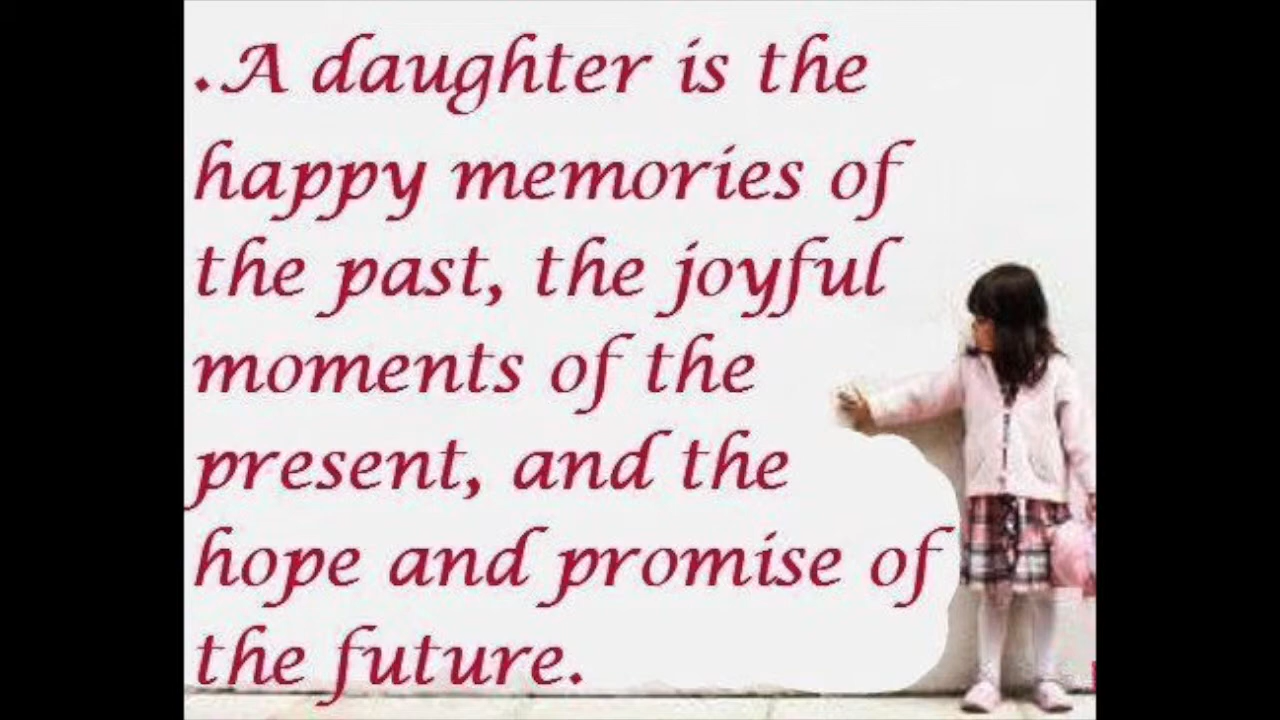 .A daughter is the
happy memories of
the past, the joyful
moments of the
present, and the
hope and promise of
the future.